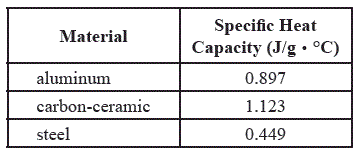 Material Specific Heat
Capacity (J/g • °C)
aluminum 0.897
carbon-ceramic 1.123
steel 0.449